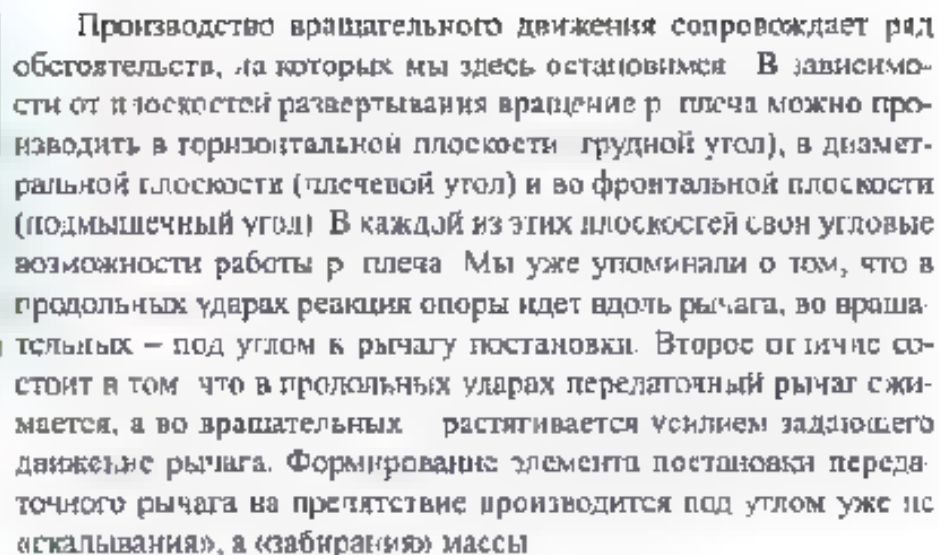 Производство вращательного движения сопровождает ряд
обстоятельств, на которых мы здесь остановимся В зависимо-
сти от плоскостей развертывания вращение р плеча можно про-
изводить в горизонтальной плоскости грудной угол), в диамет-
ральной плоскости (плечевой угол) и во фронтальной плоскости
(подмышечный угол) В каждой из этих плоскостей свои угловые
возможности работы р плеча Мы уже упоминали о том, что в
продольных ударах реакция опоры идет вдоль рычага, во враща-
тельных – под углом к рычагу постановки. Второе отличие со-
стоит в том что в продольных ударах передаточный рычаг сжи-
мается, а во вращательных растягивается усилием задающего
движение рычага. Формирование элемента постановки переда-
точного рычага на препятствие производится под углом уже не
«скалывания», а «забирания» массы